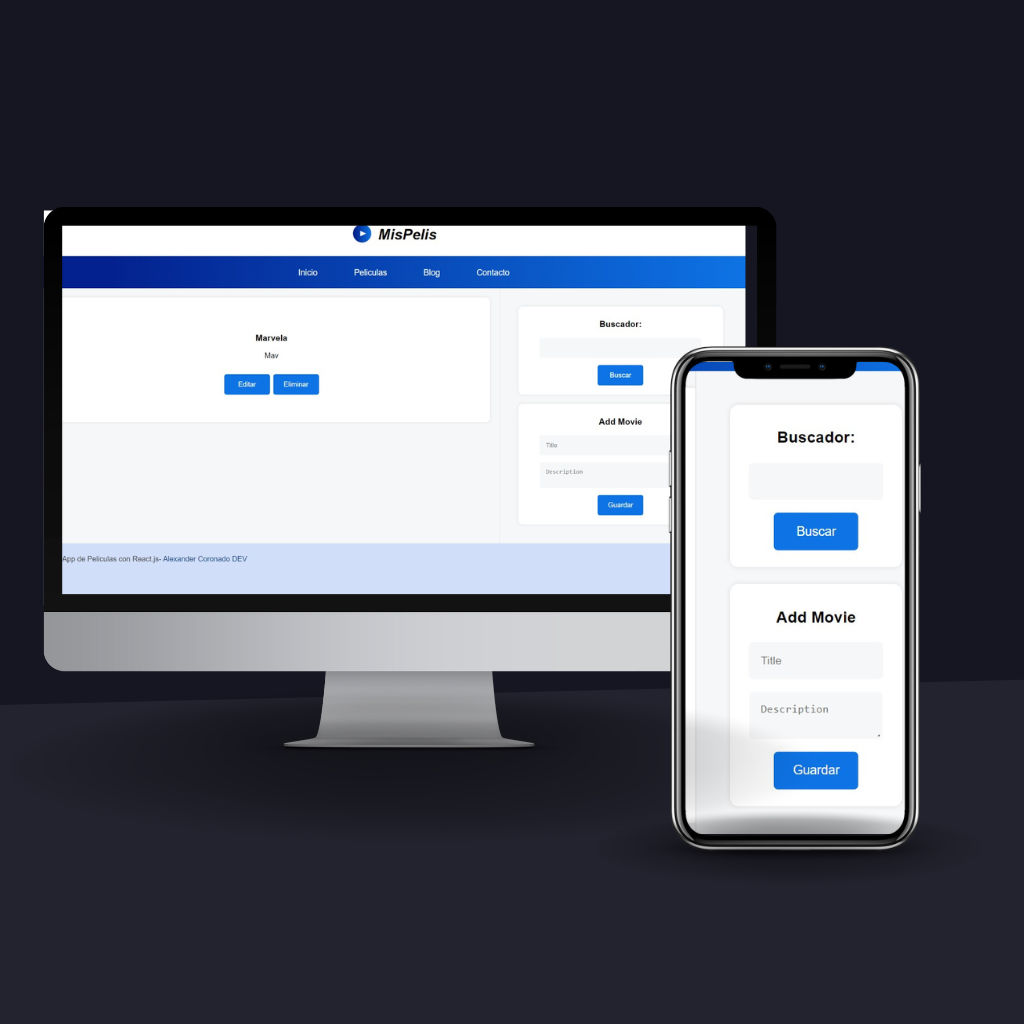 MisPelis
Inicio Peliculas Blog Contacto
Marvela
Mav
Editar Eliminar
Buscador:
Buscar
Add Movie
Title
Description
Guardar
App de Peliculas con React.js- Alexander Coronado DEV
Buscador:
Buscar
Add Movie
Title
Description
Guardar